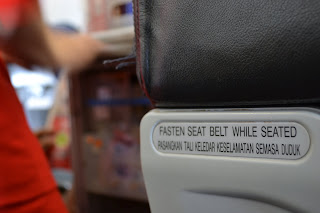 FASTEN SEAT BELT WHILE SEATED
PASANGKAN TALI KELEDAR KESELAMATAN SEMASA DUDUK